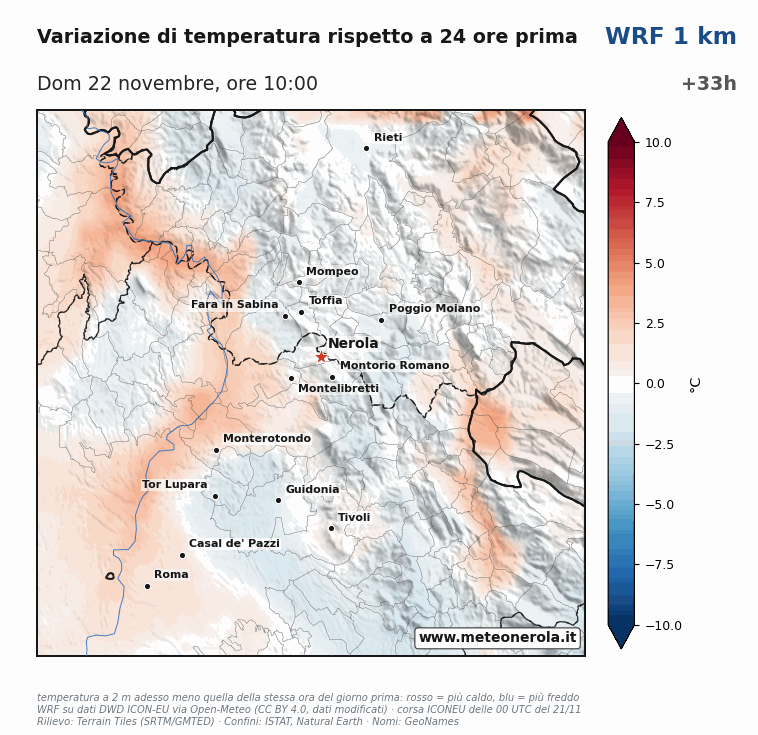 Variazione di temperatura rispetto a 24 ore prima
WRF 1 km
Dom 22 novembre, ore 10:00
+33h
Rieti
Mompeo
Fara in Sabina
Toffia
Poggio Moiano
Nerola
Montorio Romano
Montelibretti
Monterotondo
Tor Lupara
Guidonia
Tivoli
Casal de' Pazzi
Roma
www.meteonerola.it
10.0
7.5
5.0
2.5
0.0
−2.5
−5.0
−7.5
−10.0
°C
temperatura a 2 m adesso meno quella della stessa ora del giorno prima: rosso = più caldo, blu = più freddo
WRF su dati DWD ICON-EU via Open-Meteo (CC BY 4.0, dati modificati) · corsa ICONEU delle 00 UTC del 21/11
Rilievo: Terrain Tiles (SRTM/GMTED) · Confini: ISTAT, Natural Earth · Nomi: GeoNames